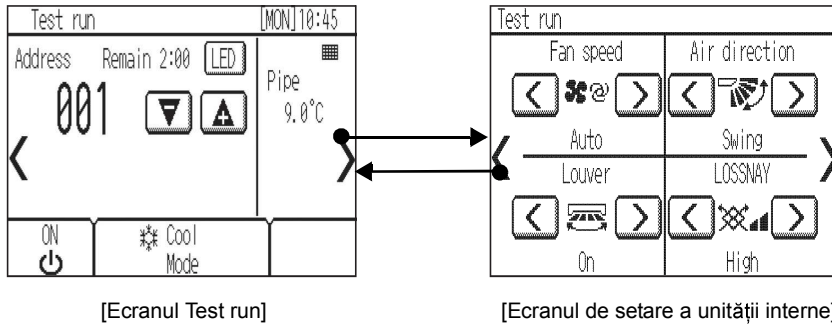 Test run [MON]10:45
Address Remain 2:00 LED
001
Pipe
9.0°C
ON Cool
Mode
[Ecranul Test run]
Test run
Fan speed Air direction
Auto Swing
Louver LOSSNAY
On High
[Ecranul de setare a unității interne]